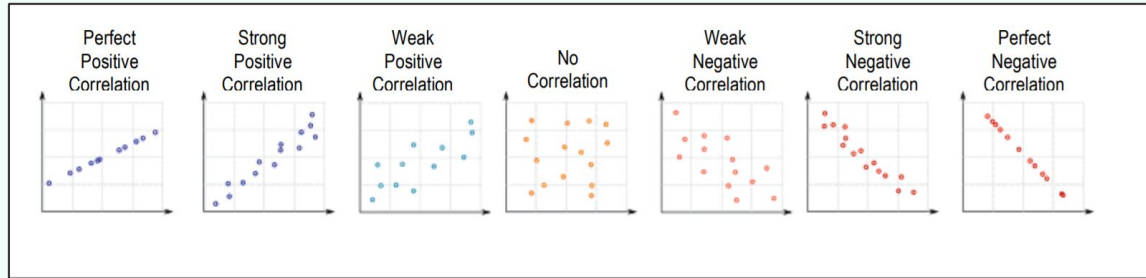 Perfect
Positive
Correlation
Strong
Positive
Correlation
Weak
Positive
Correlation
No
Correlation
Weak
Negative
Correlation
Strong
Negative
Correlation
Perfect
Negative
Correlation